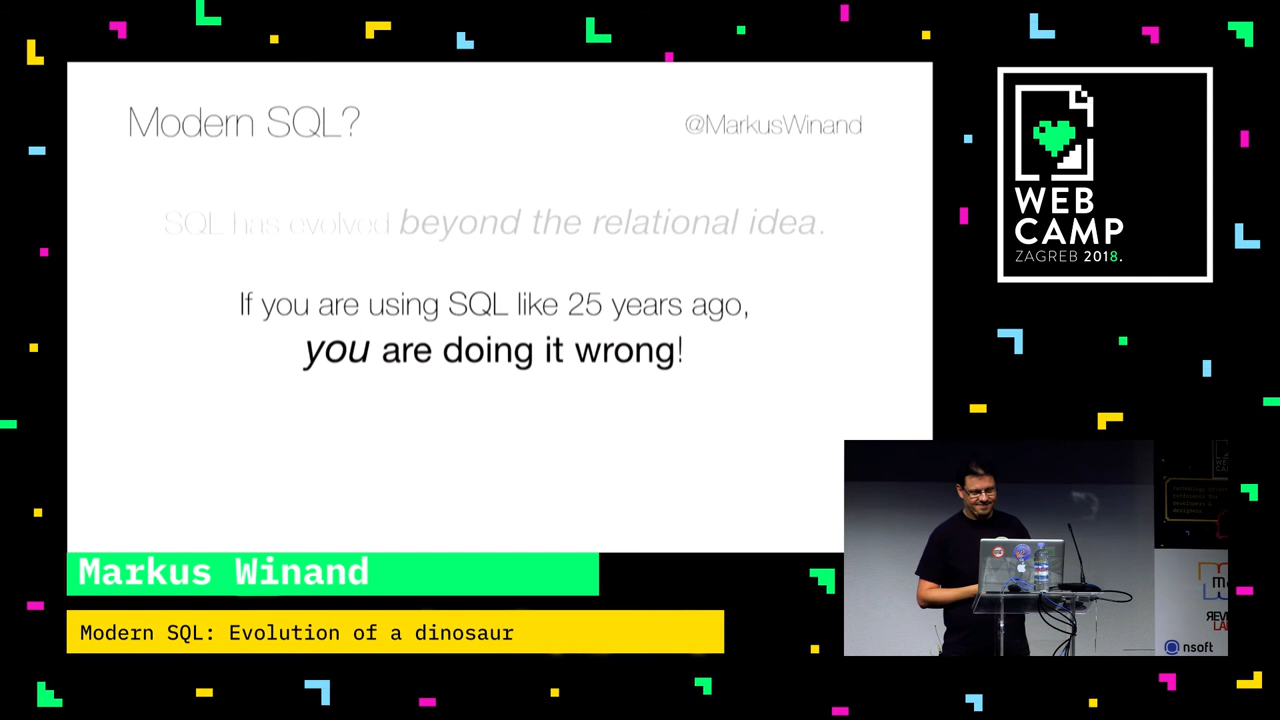 Modern SQL?
@MarkusWinand
SQL has evolved beyond the relational idea.
If you are using SQL like 25 years ago,
you are doing it wrong!
WEB
CAMP
ZAGREB 2018.
Markus Winand
Modern SQL: Evolution of a dinosaur
nsoft